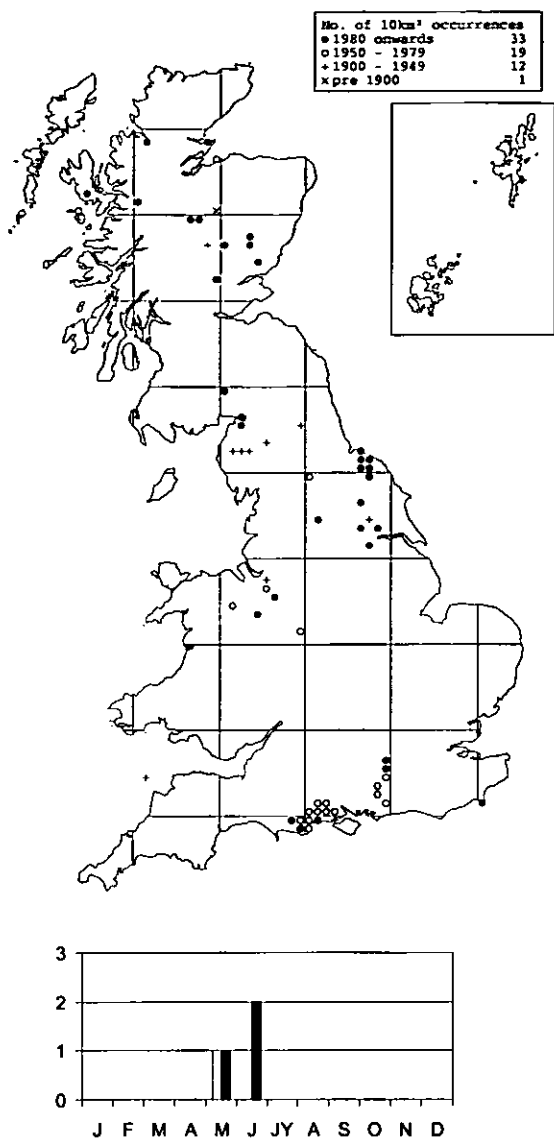 No. of 10km² occurrences
● 1980 onwards 33
○ 1950 - 1979 19
+ 1900 - 1949 12
× pre 1900 1
3
2
1
0
J F M A M J JY A S O N D